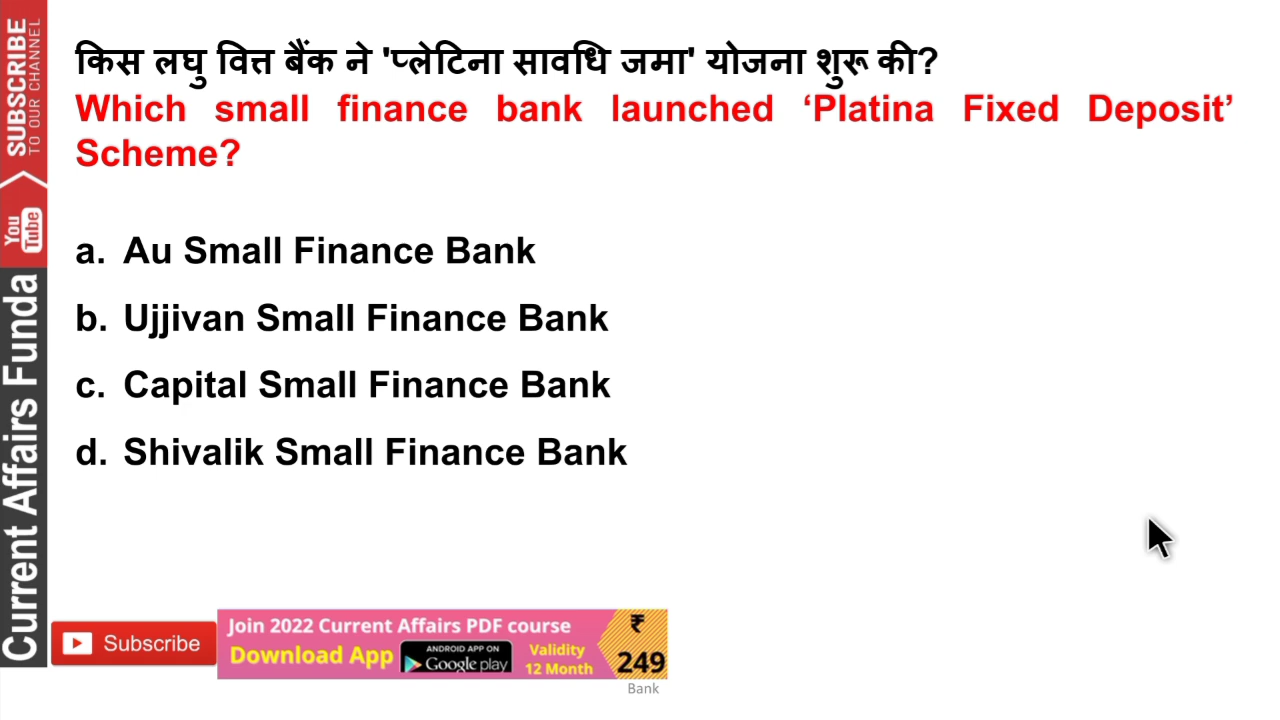 किस लघु वित्त बैंक ने 'प्लेटिना सावधि जमा' योजना शुरू की?
Which small finance bank launched ‘Platina Fixed Deposit’
Scheme?
a. Au Small Finance Bank
b. Ujjivan Small Finance Bank
c. Capital Small Finance Bank
d. Shivalik Small Finance Bank
SUBSCRIBE
TO OUR CHANNEL
You
Tube
Current Affairs Funda
Subscribe
Join 2022 Current Affairs PDF course
Download App
ANDROID APP ON
Google play
Validity
12 Month
₹
249
Bank